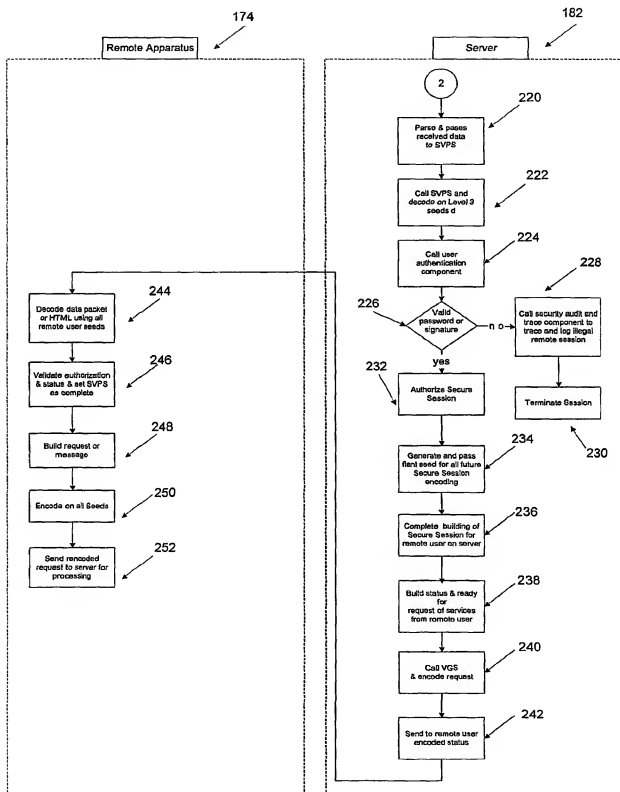 Remote Apparatus
174
Server
182
2
220
Parse & pases
received data
to SVPS
222
Call SVPS and
decode on Level 3
seeds d
224
Call user
authentication
component
226
Valid
password or
signature
no
228
Call security audit and
trace component to
trace and log illegal
remote session
Terminate Session
230
yes
232
Authorize Secure
Session
234
Generate and pass
flant seed for all future
Secure Session
encoding
236
Complete building of
Secure Session for
remote user on server
238
Build status & ready
for
request of services
from remote user
240
Call VGS
& encode request
242
Send to remote user
encoded status
244
Decode data packet
or HTML using all
remote user seeds
246
Validate authorization
& status & set SVPS
as complete
248
Build request or
message
250
Encode on all Seeds
252
Send rencoded
request to server for
processing